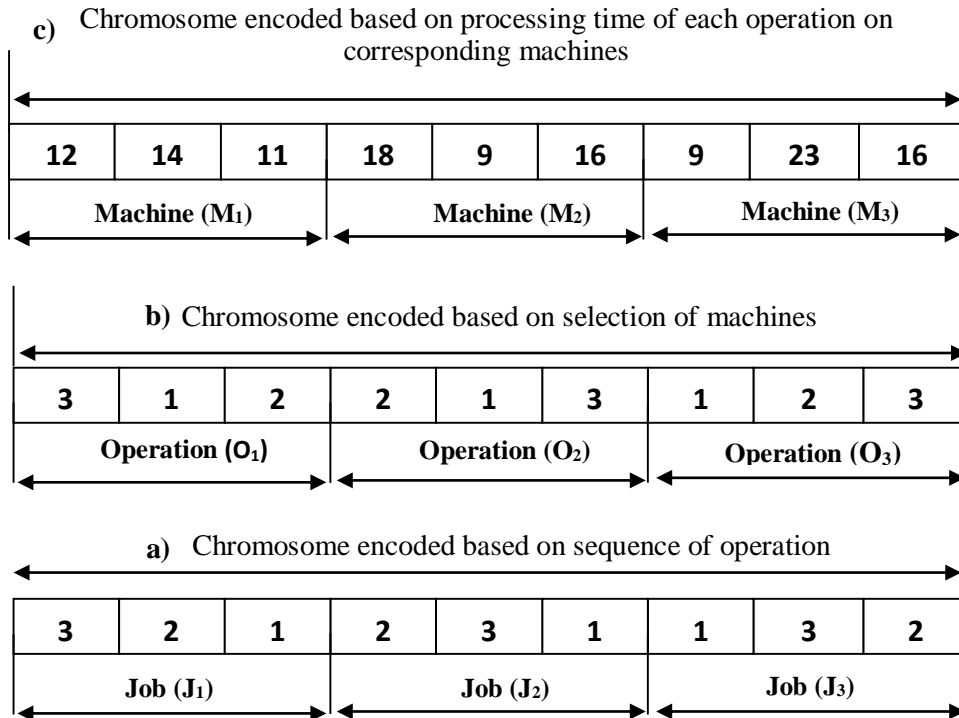 c) Chromosome encoded based on processing time of each operation on
corresponding machines
12 14 11 18 9 16 9 23 16
Machine (M₁) Machine (M₂) Machine (M₃)
b) Chromosome encoded based on selection of machines
3 1 2 2 1 3 1 2 3
Operation (O₁) Operation (O₂) Operation (O₃)
a) Chromosome encoded based on sequence of operation
3 2 1 2 3 1 1 3 2
Job (J₁) Job (J₂) Job (J₃)